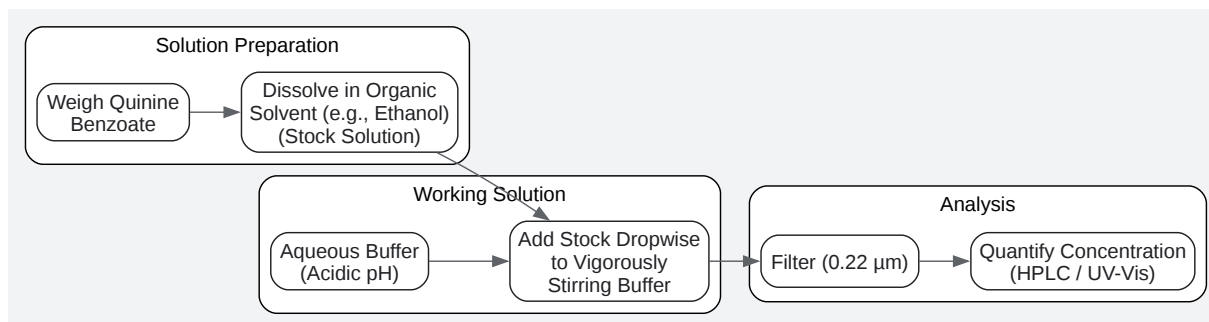 Solution Preparation
Weigh Quinine
Benzoate
Dissolve in Organic
Solvent (e.g., Ethanol)
(Stock Solution)
Working Solution
Aqueous Buffer
(Acidic pH)
Add Stock Dropwise
to Vigorously
Stirring Buffer
Analysis
Filter (0.22 µm)
Quantify Concentration
(HPLC / UV-Vis)